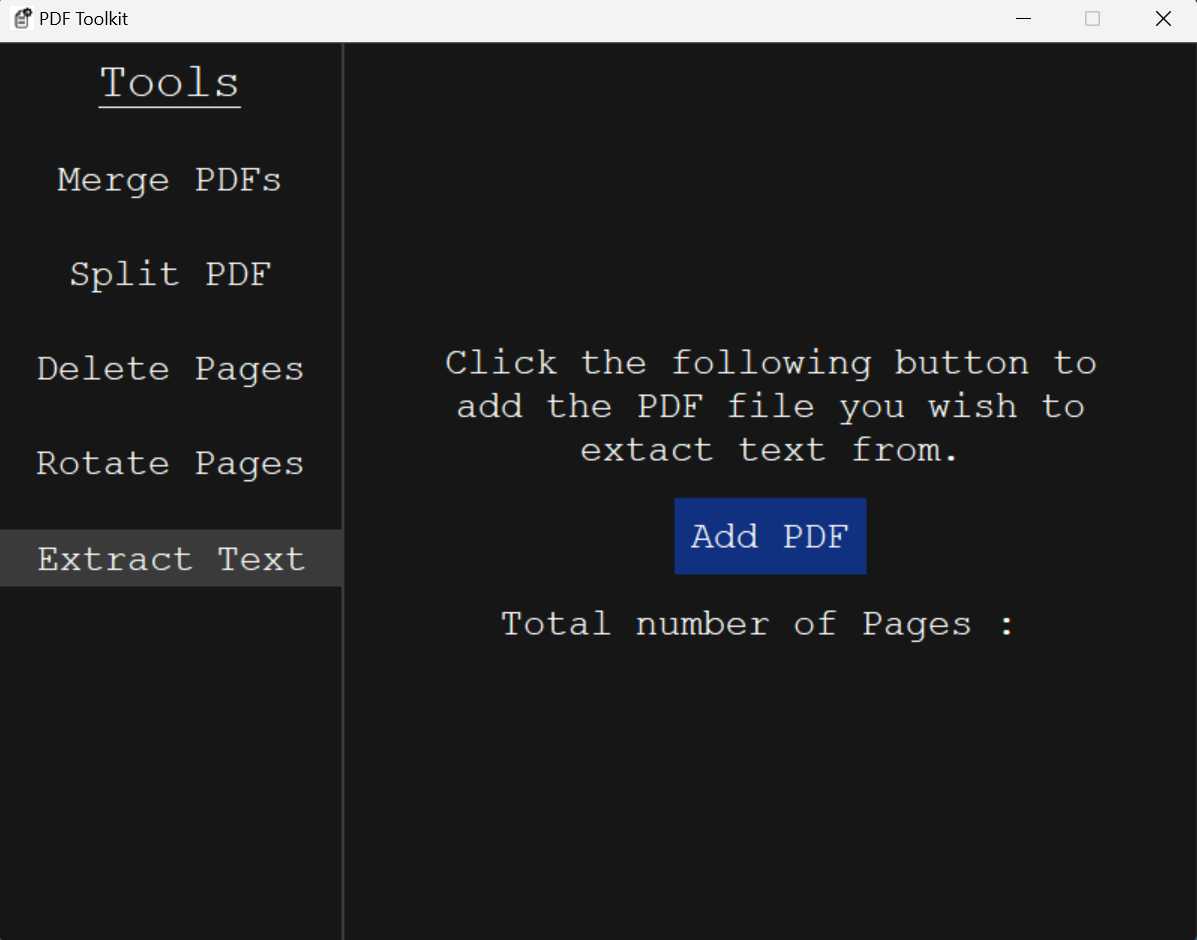 PDF Toolkit
Tools
Merge PDFs
Split PDF
Delete Pages
Rotate Pages
Extract Text
Click the following button to
add the PDF file you wish to
extact text from.
Add PDF
Total number of Pages :